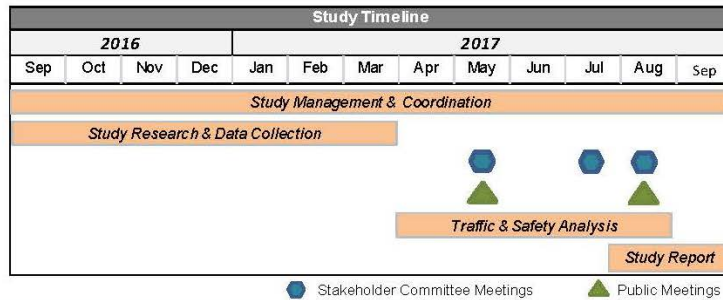 Study Timeline
2016 2017
Sep Oct Nov Dec Jan Feb Mar Apr May Jun Jul Aug Sep
Study Management & Coordination
Study Research & Data Collection
Traffic & Safety Analysis
Study Report
Stakeholder Committee Meetings Public Meetings